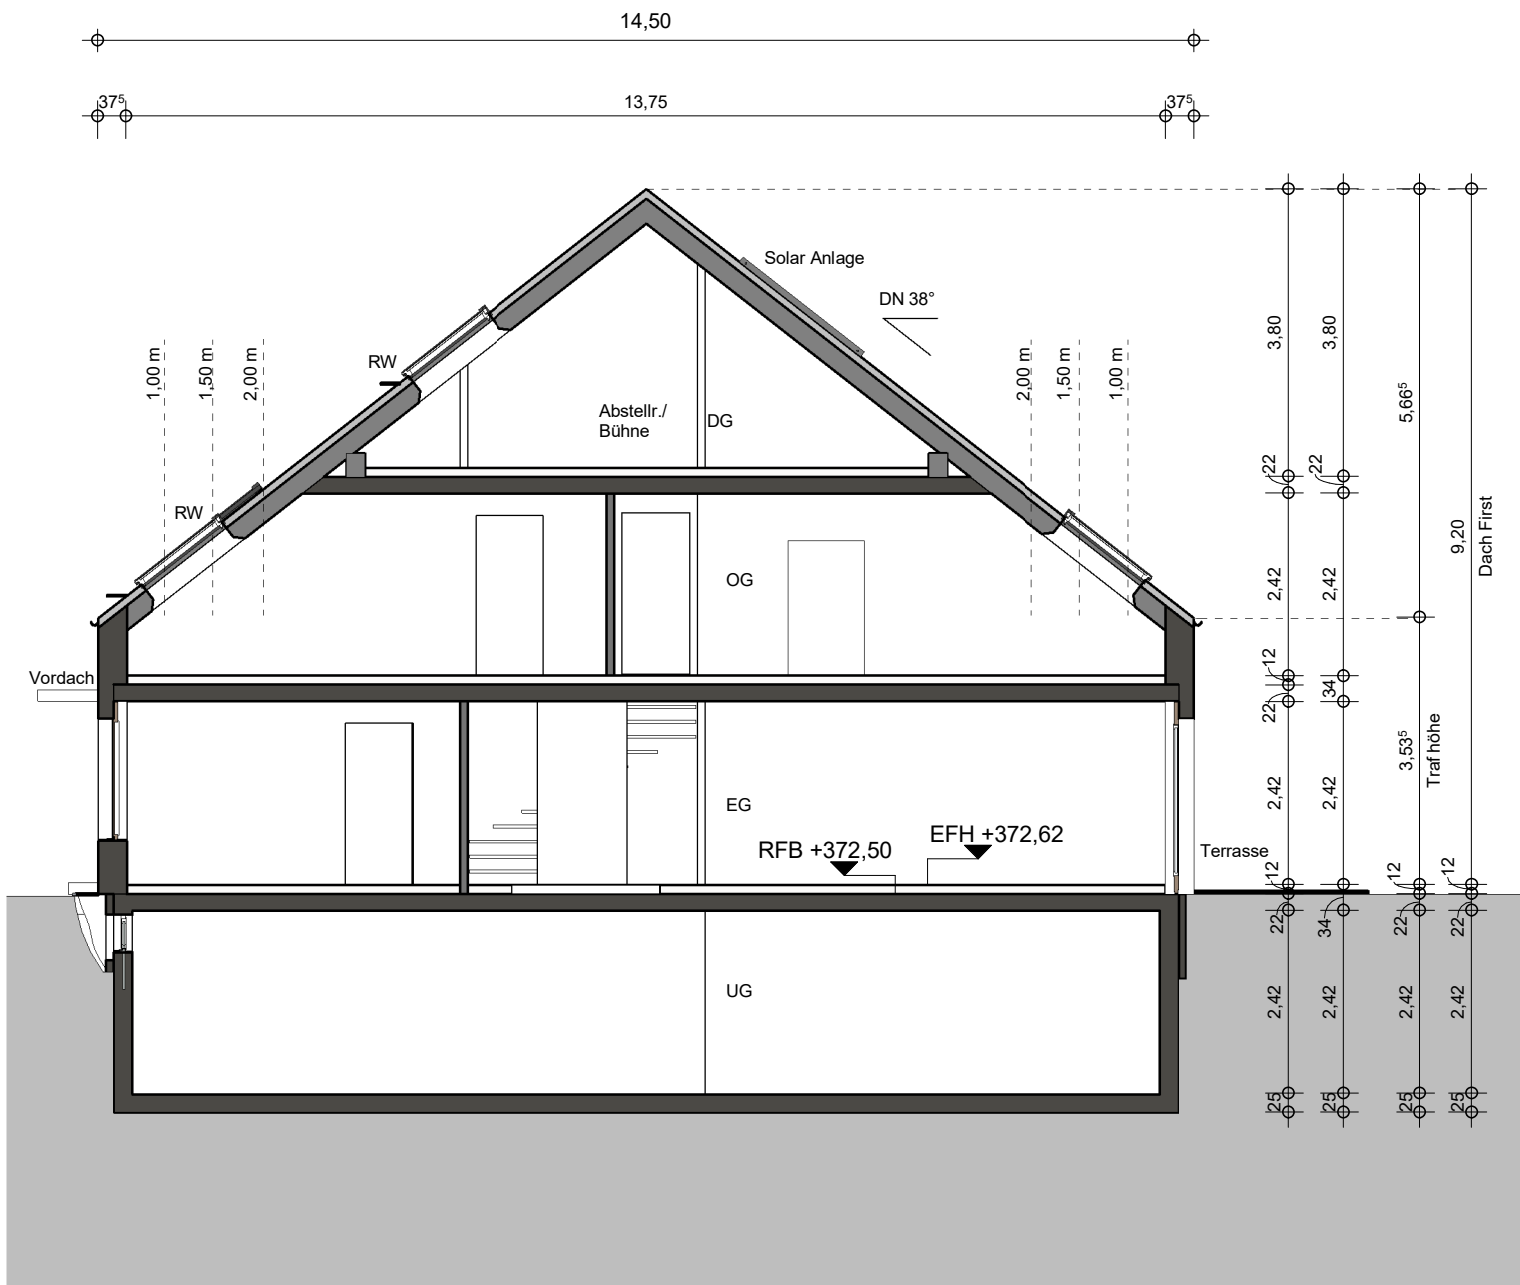 14,50
37⁵
13,75
37⁵
Solar Anlage
DN 38°
RW
1,00 m
1,50 m
2,00 m
2,00 m
1,50 m
1,00 m
Abstellr./
Bühne
DG
RW
OG
Vordach
EG
RFB +372,50
EFH +372,62
Terrasse
UG
3,80
22
2,42
12
22
2,42
12
22
2,42
25
3,80
22
2,42
34
2,42
34
2,42
25
5,66⁵
3,53⁵
Traf höhe
12
22
2,42
25
9,20
Dach First
12
22
2,42
25